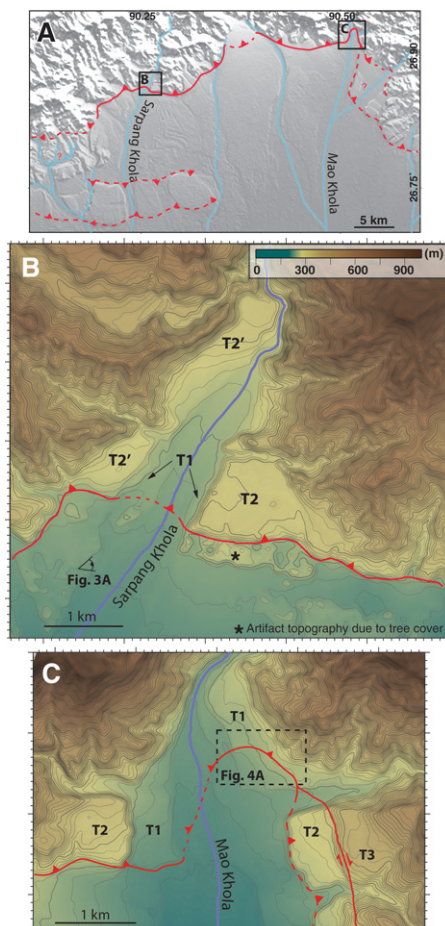 A
90.25°
90.50°
C
B
26.90°
?
Sarpang Khola
Mao Khola
26.75°
5 km
B
(m)
0 300 600 900
T2'
T2'
T1
T2
Fig. 3A
Sarpang Khola
*
1 km
* Artifact topography due to tree cover
C
T1
Fig. 4A
T2
T1
T2
T3
Mao Khola
1 km